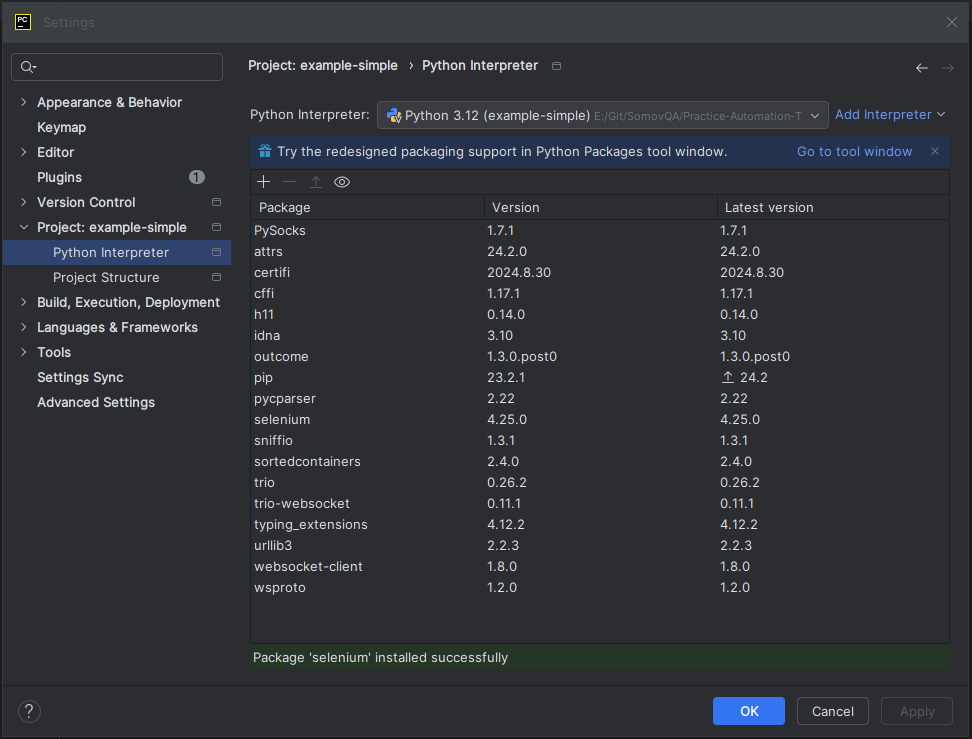 PC Settings
Project: example-simple › Python Interpreter
Appearance & Behavior
Keymap
Editor
Plugins 1
Version Control
Project: example-simple
Python Interpreter
Project Structure
Build, Execution, Deployment
Languages & Frameworks
Tools
Settings Sync
Advanced Settings
Python Interpreter: Python 3.12 (example-simple) E:/Git/SomovQA/Practice-Automation-T Add Interpreter
Try the redesigned packaging support in Python Packages tool window. Go to tool window
Package Version Latest version
PySocks 1.7.1 1.7.1
attrs 24.2.0 24.2.0
certifi 2024.8.30 2024.8.30
cffi 1.17.1 1.17.1
h11 0.14.0 0.14.0
idna 3.10 3.10
outcome 1.3.0.post0 1.3.0.post0
pip 23.2.1 24.2
pycparser 2.22 2.22
selenium 4.25.0 4.25.0
sniffio 1.3.1 1.3.1
sortedcontainers 2.4.0 2.4.0
trio 0.26.2 0.26.2
trio-websocket 0.11.1 0.11.1
typing_extensions 4.12.2 4.12.2
urllib3 2.2.3 2.2.3
websocket-client 1.8.0 1.8.0
wsproto 1.2.0 1.2.0
Package 'selenium' installed successfully
? OK Cancel Apply